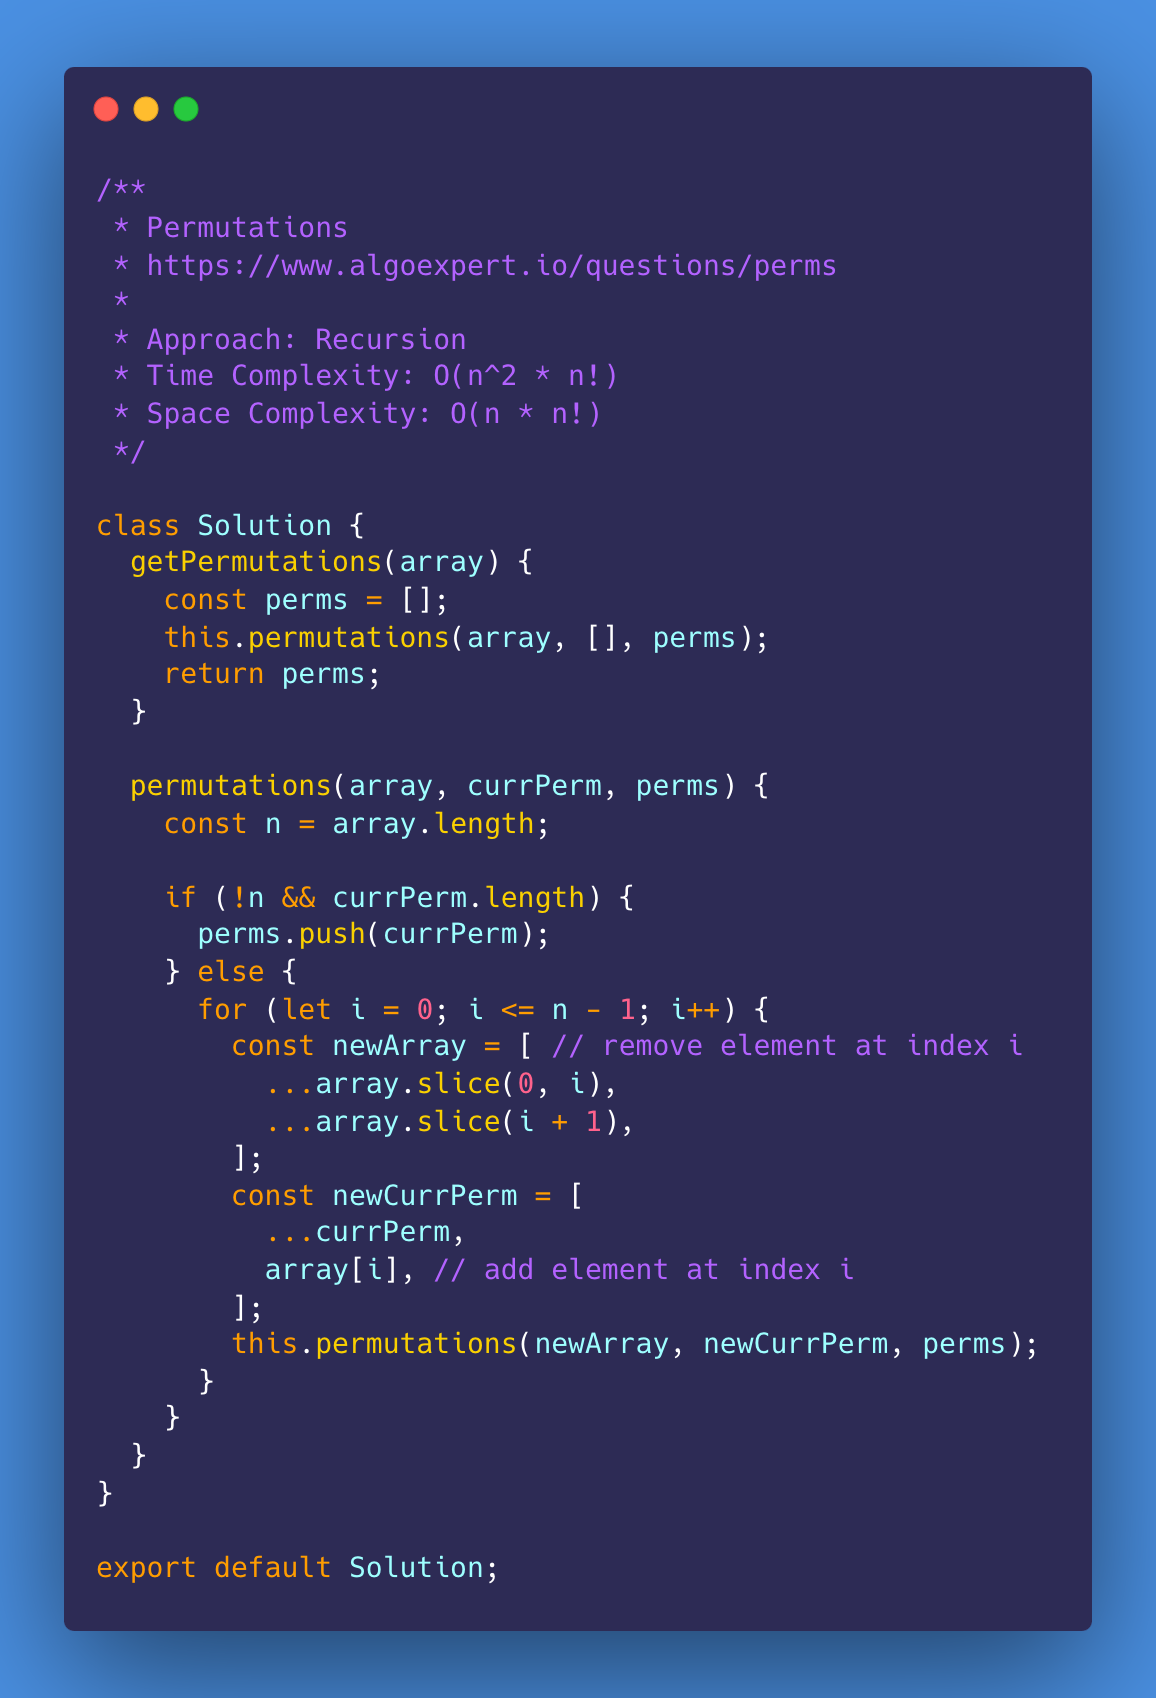 /**
 * Permutations
 * https://www.algoexpert.io/questions/perms
 *
 * Approach: Recursion
 * Time Complexity: O(n^2 * n!)
 * Space Complexity: O(n * n!)
 */

class Solution {
  getPermutations(array) {
    const perms = [];
    this.permutations(array, [], perms);
    return perms;
  }

  permutations(array, currPerm, perms) {
    const n = array.length;

    if (!n && currPerm.length) {
      perms.push(currPerm);
    } else {
      for (let i = 0; i <= n - 1; i++) {
        const newArray = [ // remove element at index i
          ...array.slice(0, i),
          ...array.slice(i + 1),
        ];
        const newCurrPerm = [
          ...currPerm,
          array[i], // add element at index i
        ];
        this.permutations(newArray, newCurrPerm, perms);
      }
    }
  }
}

export default Solution;